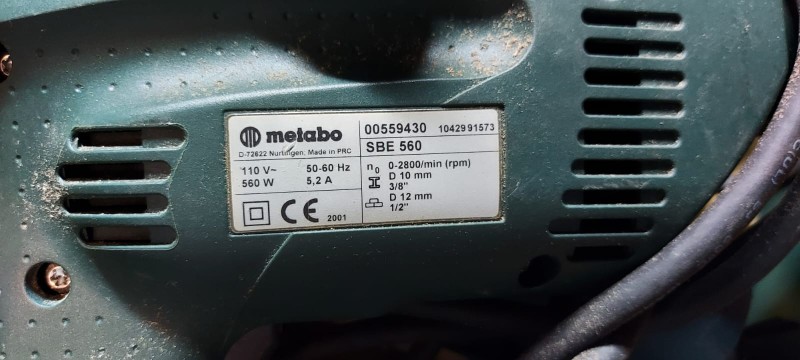 metabo
D-72622 Nürtingen, Made in PRC
00559430 1042991573
SBE 560
110 V~ 50-60 Hz
560 W 5,2 A
n0 0-2800/min (rpm)
D 10 mm
3/8"
D 12 mm
1/2"
CE 2001